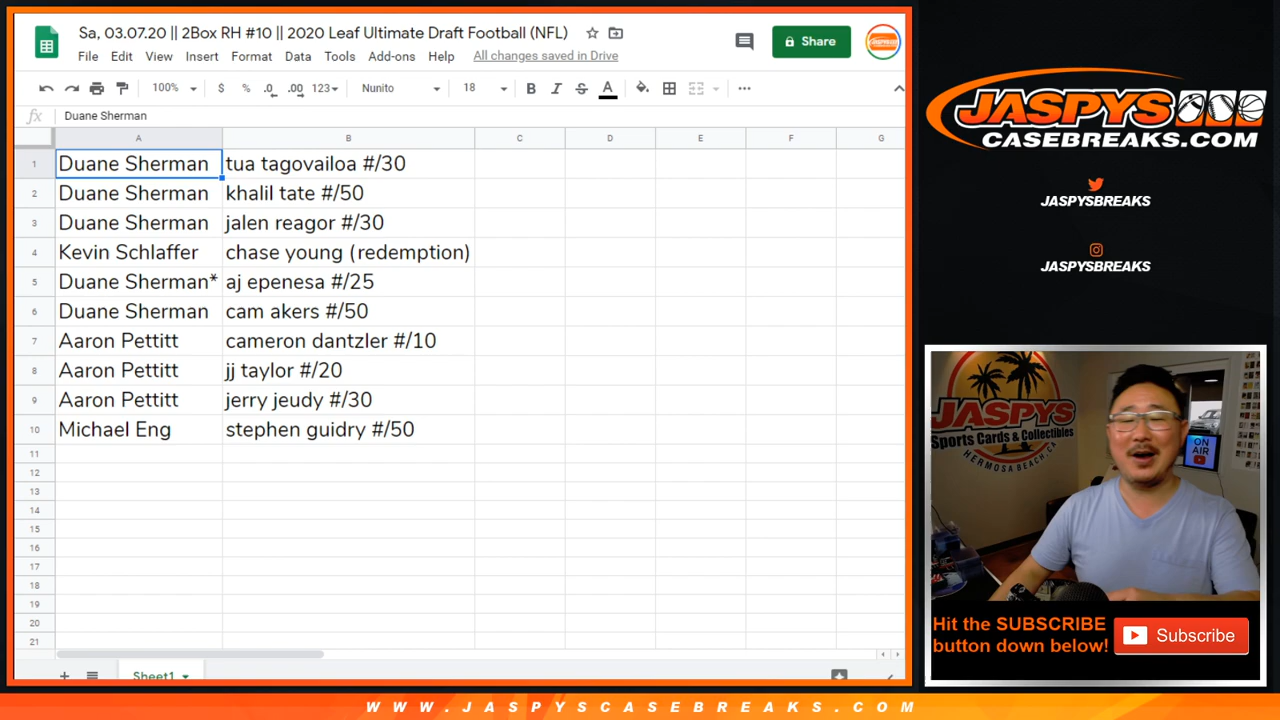 Sa, 03.07.20 || 2Box RH #10 || 2020 Leaf Ultimate Draft Football (NFL)
File Edit View Insert Format Data Tools Add-ons Help All changes saved in Drive
Share
100% $ % .0 .00 123 Nunito 18 B I S A
fx Duane Sherman
A B C D E F G
1 Duane Sherman tua tagovailoa #/30
2 Duane Sherman khalil tate #/50
3 Duane Sherman jalen reagor #/30
4 Kevin Schlaffer chase young (redemption)
5 Duane Sherman* aj epenesa #/25
6 Duane Sherman cam akers #/50
7 Aaron Pettitt cameron dantzler #/10
8 Aaron Pettitt jj taylor #/20
9 Aaron Pettitt jerry jeudy #/30
10 Michael Eng stephen guidry #/50
11
12
13
14
15
16
17
18
19
20
21
Sheet1
JASPYS
CASEBREAKS.COM
JASPYSBREAKS
JASPYSBREAKS
JASPYS
Sports Cards & Collectibles
HERMOSA BEACH, CA
ON
AIR
Hit the SUBSCRIBE
button down below!
Subscribe
WWW.JASPYSCASEBREAKS.COM